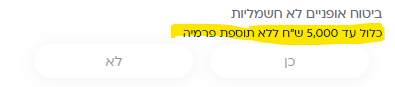 ביטוח אופניים לא חשמליות
כלול עד 5,000 ש"ח ללא תוספת פרמיה
כן
לא